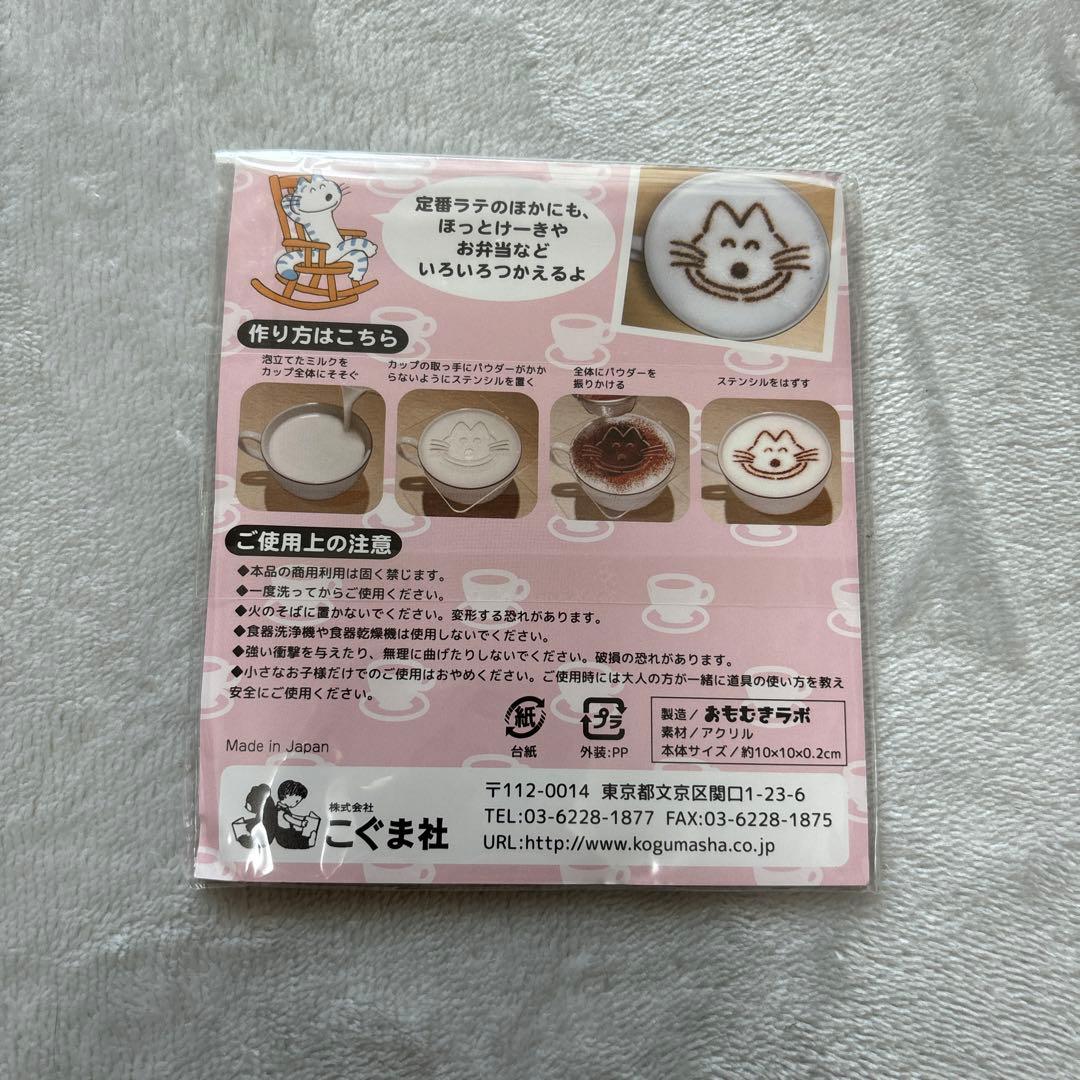 定番ラテのほかにも、
ほっとけーきや
お弁当など
いろいろつかえるよ
作り方はこちら
泡立てたミルクを
カップ全体にそそぐ
カップの取っ手にパウダーがかか
らないようにステンシルを置く
全体にパウダーを
振りかける
ステンシルをはずす
ご使用上の注意
◆本品の商用利用は固く禁じます。
◆一度洗ってからご使用ください。
◆火のそばに置かないでください。変形する恐れがあります。
◆食器洗浄機や食器乾燥機は使用しないでください。
◆強い衝撃を与えたり、無理に曲げたりしないでください。破損の恐れがあります。
◆小さなお子様だけでのご使用はおやめください。ご使用時には大人の方が一緒に道具の使い方を教え
安全にご使用ください。
Made in Japan
紙
台紙
プラ
外装:PP
製造/おもむきラボ
素材/アクリル
本体サイズ/約10×10×0.2cm
株式会社
こぐま社
〒112-0014 東京都文京区関口1-23-6
TEL:03-6228-1877 FAX:03-6228-1875
URL:http://www.kogumasha.co.jp